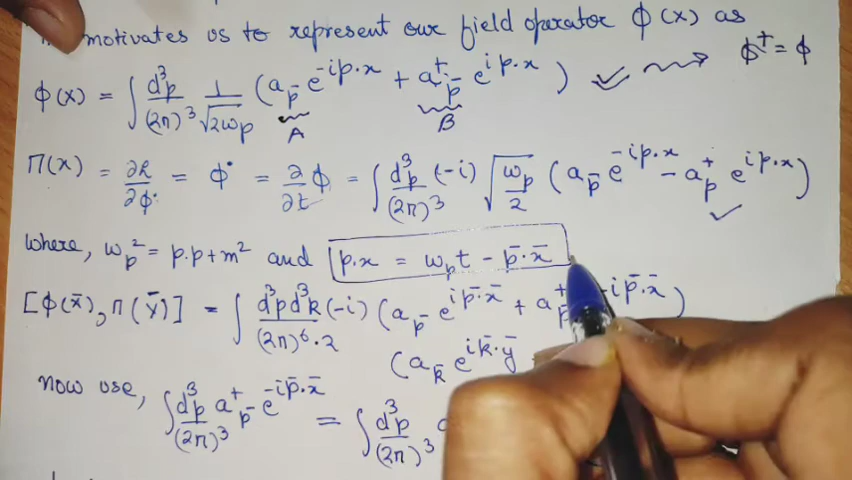 motivates us to represent our field operator ϕ(x) as
ϕ(x) = ∫ d³p/(2π)³ 1/√2ω_p (a_p̄ e^{-ip·x} + a†_p̄ e^{ip·x}) ✓ → ϕ† = ϕ
A B
Π(x) = ∂ℒ/∂ϕ̇ = ϕ̇ = ∂/∂t ϕ = ∫ d³p/(2π)³ (-i) √ω_p/2 (a_p̄ e^{-ip·x} - a†_p e^{ip·x}) ✓
where, ω_p² = p.p + m² and p.x = ω_p t - p̄·x̄
[ϕ(x̄), Π(ȳ)] = ∫ d³p d³k/(2π)⁶·2 (-i) (a_p̄ e^{ip̄·x̄} + a†_p -ip̄·x̄)
(a_k̄ e^{ik̄·ȳ}
now use, ∫ d³p/(2π)³ a†_p̄ e^{-ip̄·x̄} = ∫ d³p/(2π)³